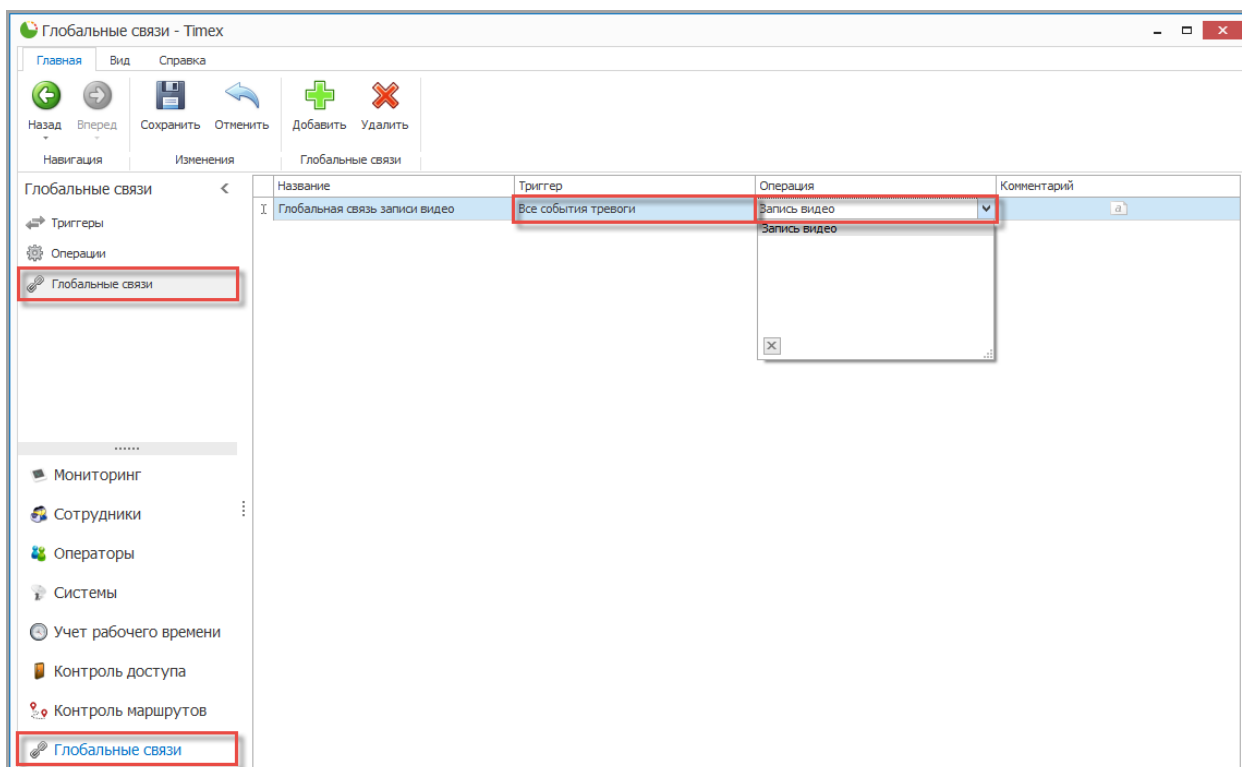 Глобальные связи - Timex
Главная Вид Справка
Назад Вперед Сохранить Отменить Добавить Удалить
Навигация Изменения Глобальные связи
Глобальные связи
Триггеры
Операции
Глобальные связи
Название Триггер Операция Комментарий
Глобальная связь записи видео Все события тревоги Запись видео a
Запись видео
Мониторинг
Сотрудники
Операторы
Системы
Учет рабочего времени
Контроль доступа
Контроль маршрутов
Глобальные связи